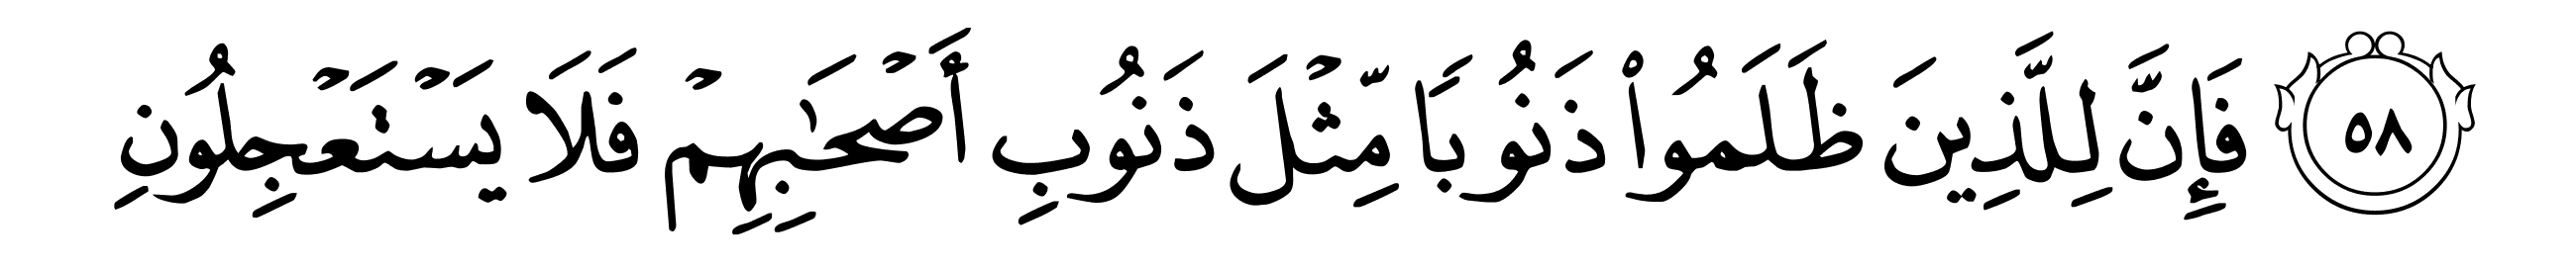 ٥٨ فَإِنَّ لِلَّذِينَ ظَلَمُوا۟ ذَنُوبًا مِّثْلَ ذَنُوبِ أَصْحَـٰبِهِمْ فَلَا يَسْتَعْجِلُونِ